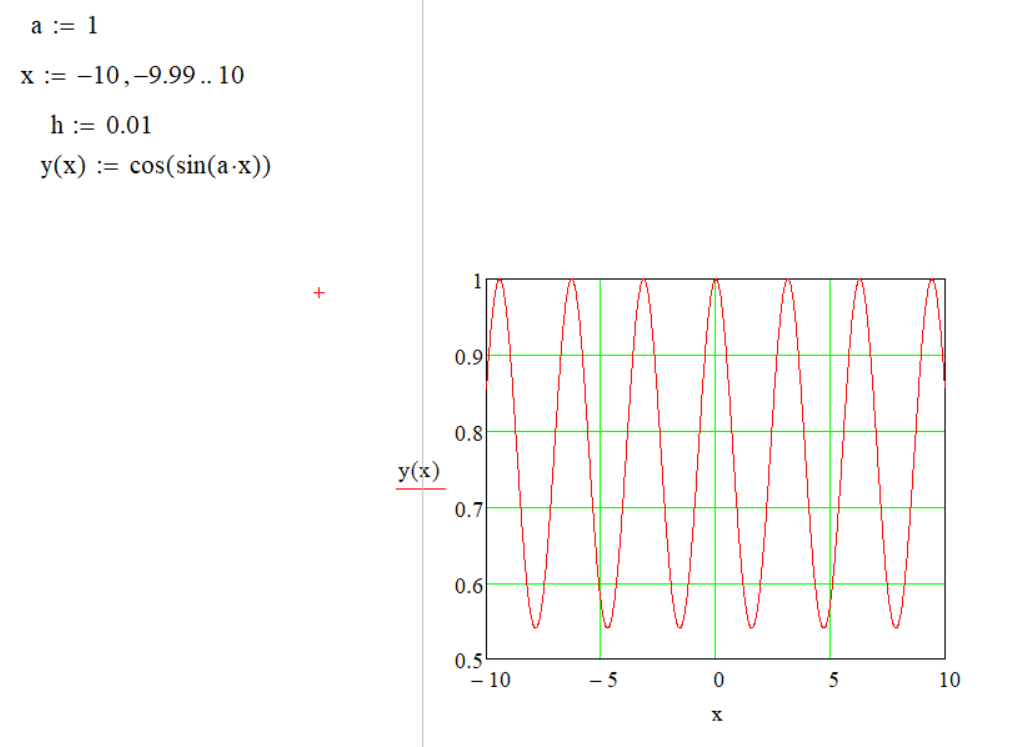 a := 1
x := −10 , −9.99 .. 10
h := 0.01
y(x) := cos(sin(a·x))
1
0.9
0.8
y(x)
0.7
0.6
0.5
− 10 − 5 0 5 10
x